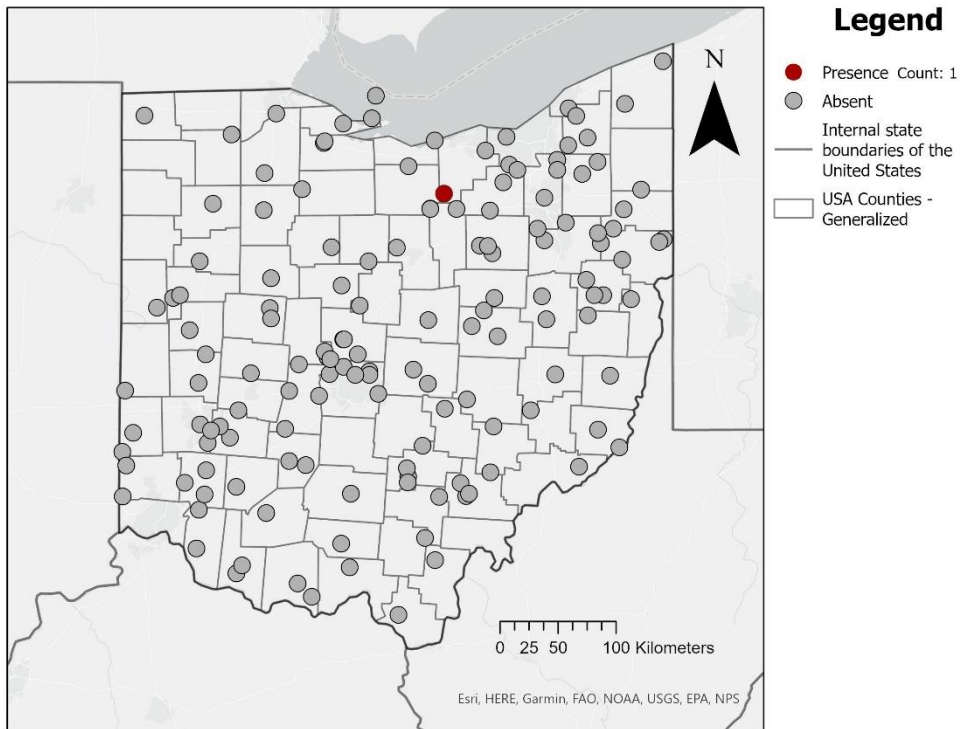 Legend
N
Presence Count: 1
Absent
Internal state
boundaries of the
United States
USA Counties -
Generalized
0 25 50 100 Kilometers
Esri, HERE, Garmin, FAO, NOAA, USGS, EPA, NPS